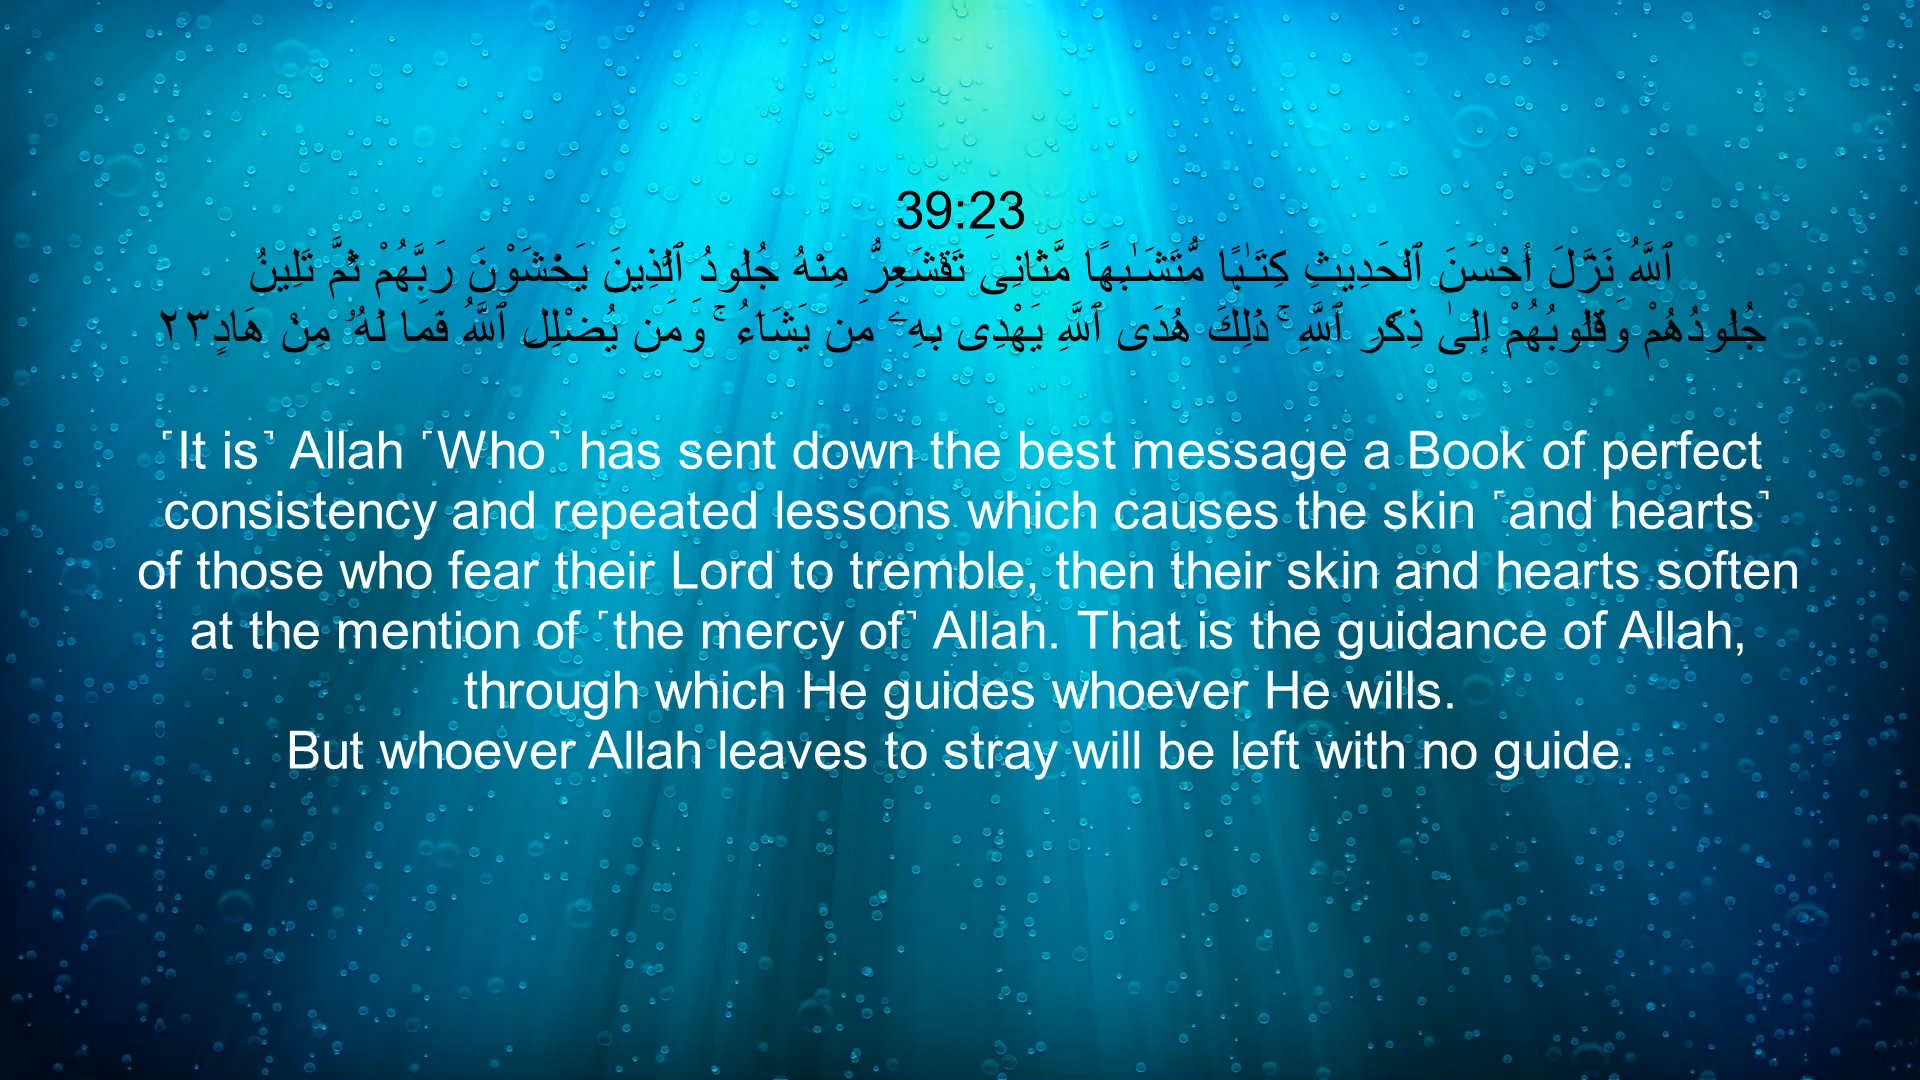 39:23
ٱللَّهُ نَزَّلَ أَحْسَنَ ٱلْحَدِيثِ كِتَـٰبًا مُّتَشَـٰبِهًا مَّثَانِىَ تَقْشَعِرُّ مِنْهُ جُلُودُ ٱلَّذِينَ يَخْشَوْنَ رَبَّهُمْ ثُمَّ تَلِينُ
جُلُودُهُمْ وَقُلُوبُهُمْ إِلَىٰ ذِكْرِ ٱللَّهِ ۚ ذَٰلِكَ هُدَى ٱللَّهِ يَهْدِى بِهِۦ مَن يَشَآءُ ۚ وَمَن يُضْلِلِ ٱللَّهُ فَمَا لَهُۥ مِنْ هَادٍ٢٣
˹It is˺ Allah ˹Who˺ has sent down the best message a Book of perfect
consistency and repeated lessons which causes the skin ˹and hearts˺
of those who fear their Lord to tremble, then their skin and hearts soften
at the mention of ˹the mercy of˺ Allah. That is the guidance of Allah,
through which He guides whoever He wills.
But whoever Allah leaves to stray will be left with no guide.